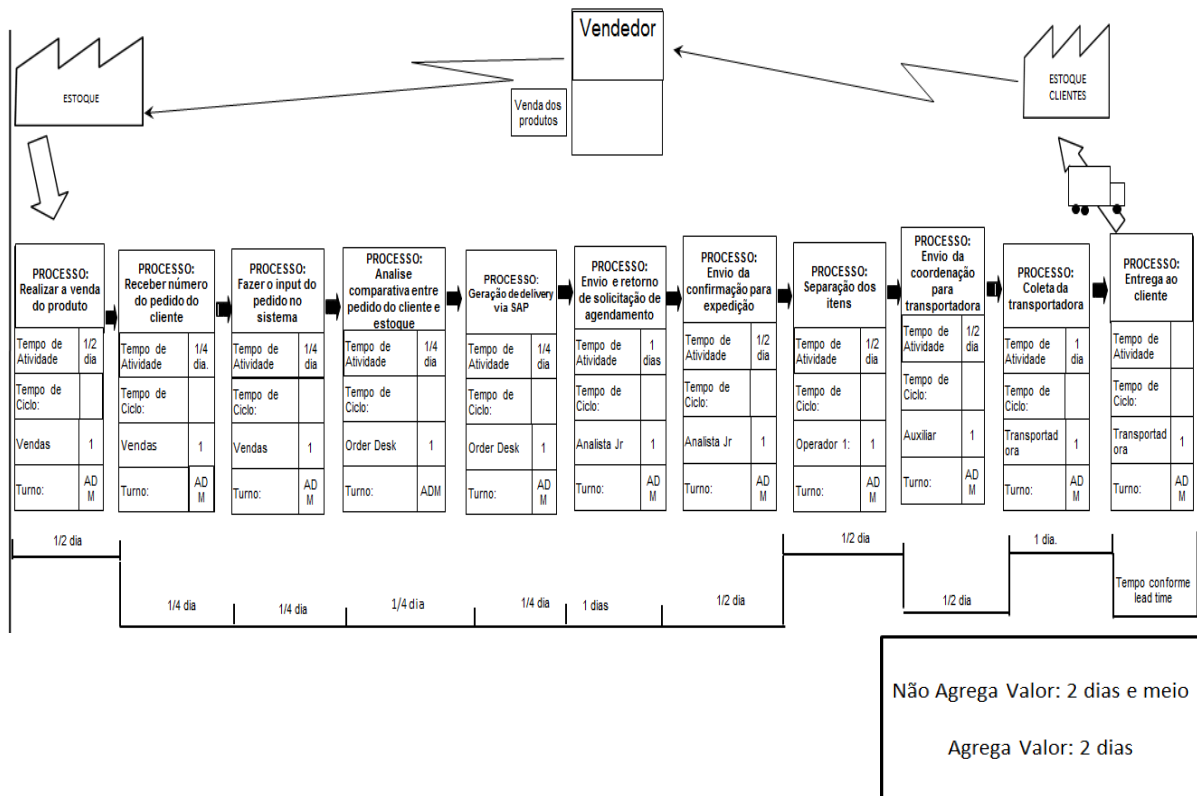 Vendedor
ESTOQUE
ESTOQUE
CLIENTES
Venda dos
produtos
PROCESSO:
Realizar a venda
do produto
Tempo de
Atividade
1/2
dia
Tempo de
Ciclo:
Vendas
1
Turno:
AD
M
PROCESSO:
Receber número
do pedido do
cliente
Tempo de
Atividade
1/4
dia.
Tempo de
Ciclo:
Vendas
1
Turno:
AD
M
PROCESSO:
Fazer o input do
pedido no
sistema
Tempo de
Atividade
1/4
dia
Tempo de
Ciclo:
Vendas
1
Turno:
AD
M
PROCESSO:
Analise
comparativa entre
pedido do cliente e
estoque
Tempo de
Atividade
1/4
dia
Tempo de
Ciclo:
Order Desk
1
Turno:
ADM
PROCESSO:
Geração de delivery
via SAP
Tempo de
Atividade
1/4
dia
Tempo de
Ciclo:
Order Desk
1
Turno:
AD
M
PROCESSO:
Envio e retorno
de solicitação de
agendamento
Tempo de
Atividade
1
dias
Tempo de
Ciclo:
Analista Jr
1
Turno:
AD
M
PROCESSO:
Envio da
confirmação para
expedição
Tempo de
Atividade
1/2
dia
Tempo de
Ciclo:
Analista Jr
1
Turno:
AD
M
PROCESSO:
Separação dos
itens
Tempo de
Atividade
1/2
dia
Tempo de
Ciclo:
Operador 1:
1
Turno:
AD
M
PROCESSO:
Envio da
coordenação para
transportadora
Tempo de
Atividade
1/2
dia
Tempo de
Ciclo:
Auxiliar
1
Turno:
AD
M
PROCESSO:
Coleta da
transportadora
Tempo de
Atividade
1
dia
Tempo de
Ciclo:
Transportad
ora
1
Turno:
AD
M
PROCESSO:
Entrega ao
cliente
Tempo de
Atividade
Tempo de
Ciclo:
Transportad
ora
1
Turno:
AD
M
1/2 dia
1/4 dia
1/4 dia
1/4 dia
1/4 dia
1 dias
1/2 dia
1/2 dia
1/2 dia
1 dia.
Tempo conforme
lead time
Não Agrega Valor: 2 dias e meio
Agrega Valor: 2 dias